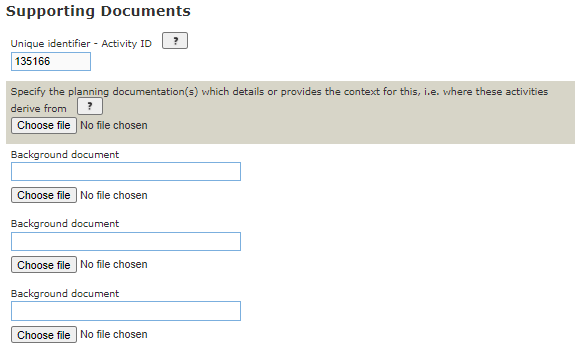 Supporting Documents
Unique identifier - Activity ID ?
135166
Specify the planning documentation(s) which details or provides the context for this, i.e. where these activities
derive from ?
Choose file No file chosen
Background document
Choose file No file chosen
Background document
Choose file No file chosen
Background document
Choose file No file chosen